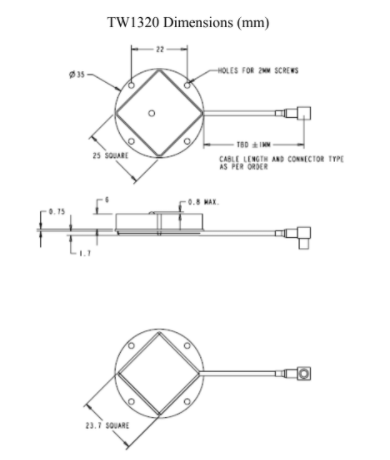 TW1320 Dimensions (mm)
22
Ø35
HOLES FOR 2MM SCREWS
25 SQUARE
TBD ±1MM
CABLE LENGTH AND CONNECTOR TYPE
AS PER ORDER
6
0.8 MAX.
0.75
1.7
23.7 SQUARE